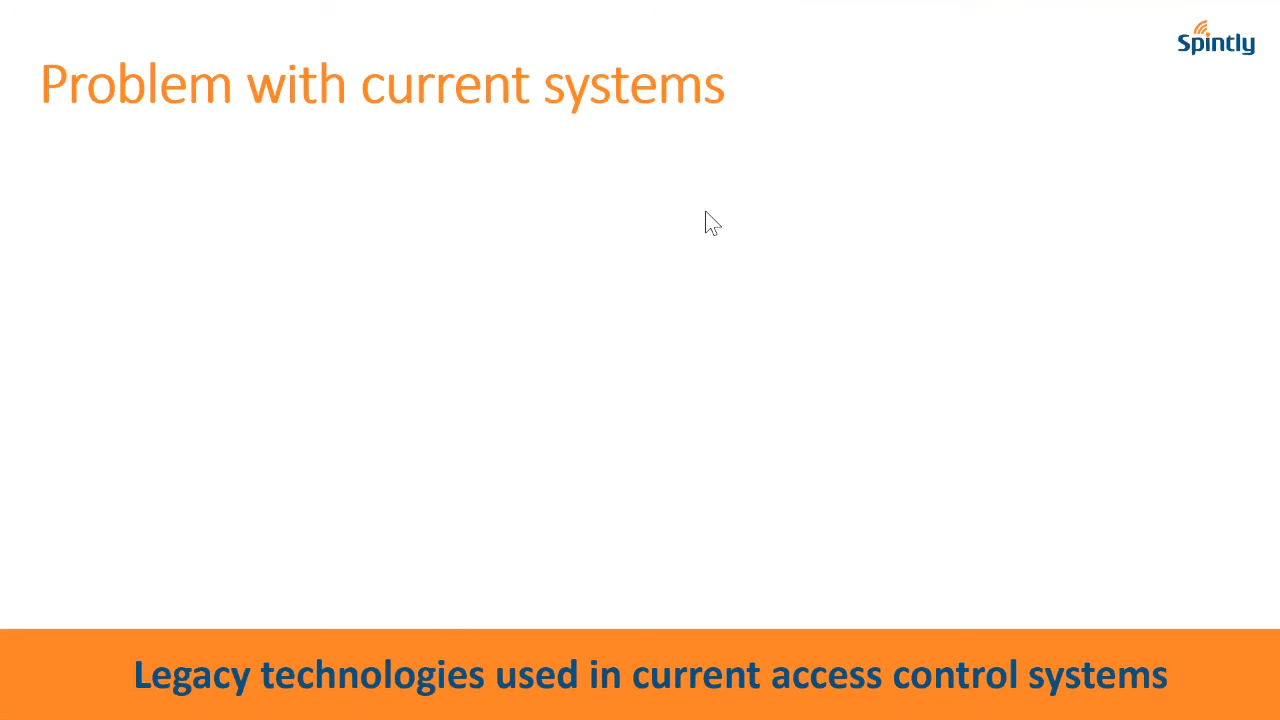 Spintly
Problem with current systems
Legacy technologies used in current access control systems